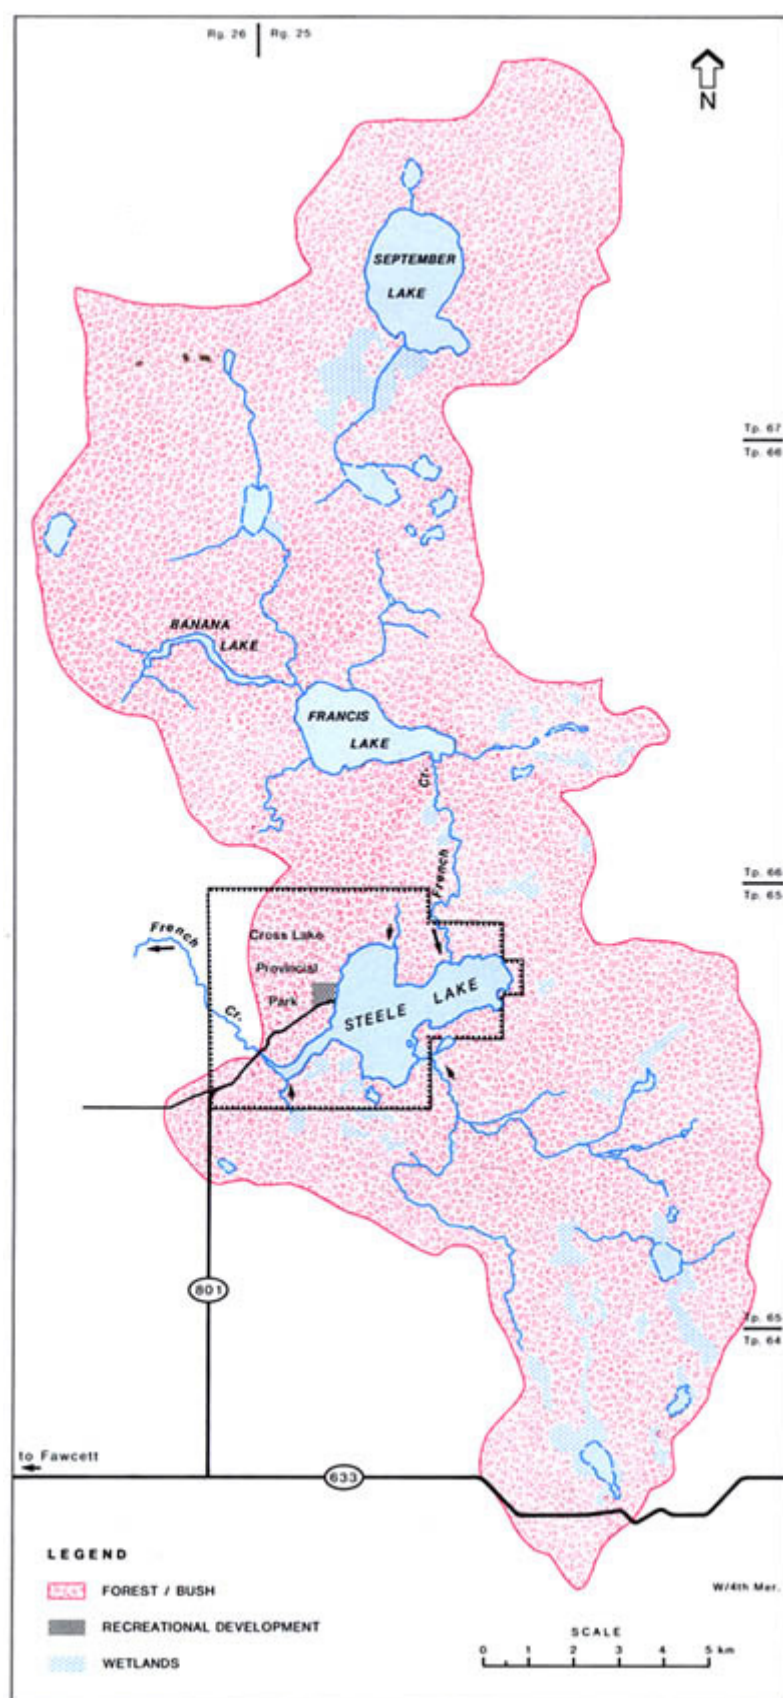 Rg. 26 Rg. 25
N
SEPTEMBER
LAKE
Tp. 67
Tp. 66
BANANA
LAKE
FRANCIS
LAKE
Cr.
French
Tp. 66
Tp. 65
French
Cr.
Cross Lake
Provincial
Park
STEELE LAKE
801
Tp. 65
Tp. 64
to Fawcett
633
LEGEND
FOREST / BUSH
RECREATIONAL DEVELOPMENT
WETLANDS
W/4th Mer.
SCALE
0 1 2 3 4 5 km